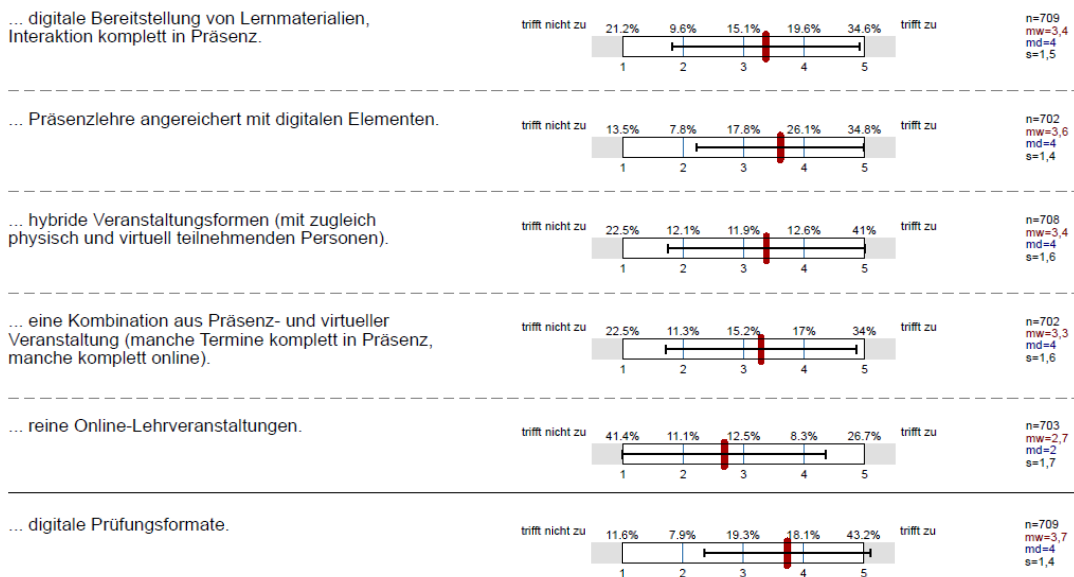 ... digitale Bereitstellung von Lernmaterialien,
Interaktion komplett in Präsenz.
trifft nicht zu 21.2% 9.6% 15.1% 19.6% 34.6% trifft zu
1 2 3 4 5
n=709
mw=3,4
md=4
s=1,5
... Präsenzlehre angereichert mit digitalen Elementen.
trifft nicht zu 13.5% 7.8% 17.8% 26.1% 34.8% trifft zu
1 2 3 4 5
n=702
mw=3,6
md=4
s=1,4
... hybride Veranstaltungsformen (mit zugleich
physisch und virtuell teilnehmenden Personen).
trifft nicht zu 22.5% 12.1% 11.9% 12.6% 41% trifft zu
1 2 3 4 5
n=708
mw=3,4
md=4
s=1,6
... eine Kombination aus Präsenz- und virtueller
Veranstaltung (manche Termine komplett in Präsenz,
manche komplett online).
trifft nicht zu 22.5% 11.3% 15.2% 17% 34% trifft zu
1 2 3 4 5
n=702
mw=3,3
md=4
s=1,6
... reine Online-Lehrveranstaltungen.
trifft nicht zu 41.4% 11.1% 12.5% 8.3% 26.7% trifft zu
1 2 3 4 5
n=703
mw=2,7
md=2
s=1,7
... digitale Prüfungsformate.
trifft nicht zu 11.6% 7.9% 19.3% 18.1% 43.2% trifft zu
1 2 3 4 5
n=709
mw=3,7
md=4
s=1,4